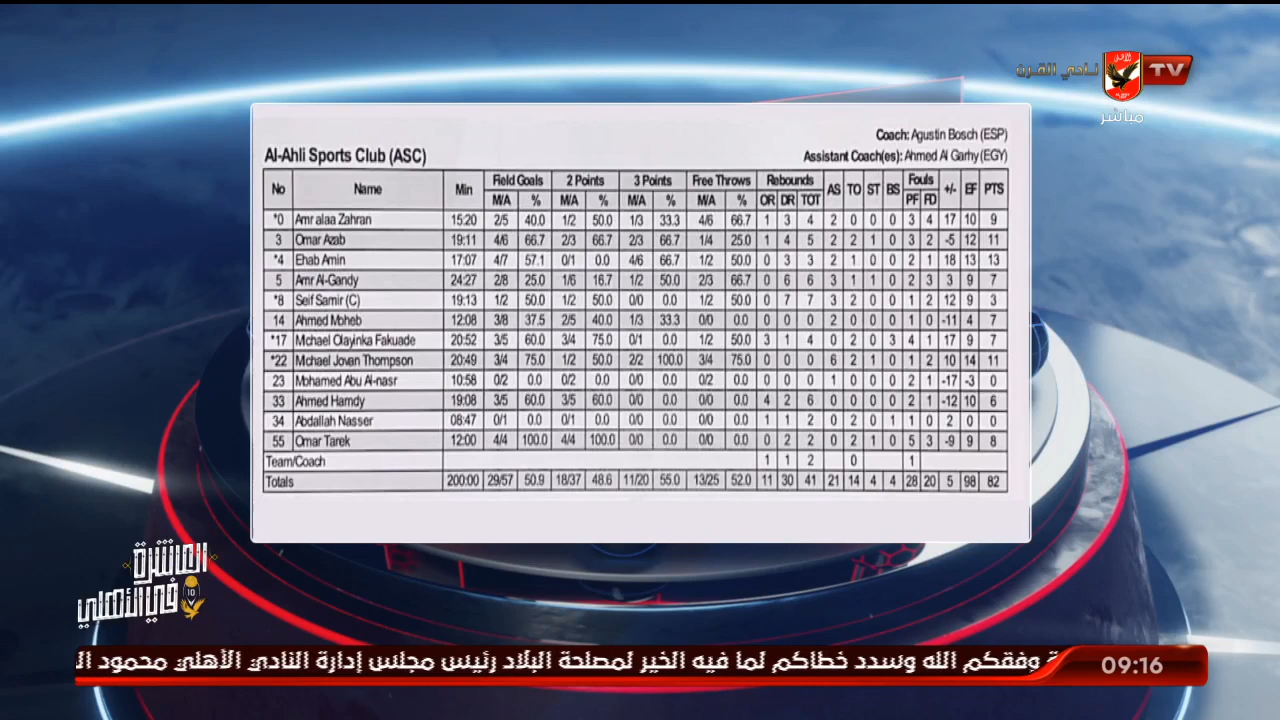 نادي القرن
TV
مباشر
Coach: Agustin Bosch (ESP)
Al-Ahli Sports Club (ASC)
Assistant Coach(es): Ahmed Al Garhy (EGY)
No Name Min Field Goals 2 Points 3 Points Free Throws Rebounds AS TO ST BS Fouls +/- EF PTS
M/A % M/A % M/A % M/A % OR DR TOT PF FD
*0 Amr alaa Zahran 15:20 2/5 40.0 1/2 50.0 1/3 33.3 4/6 66.7 1 3 4 2 0 0 0 3 4 17 10 9
3 Omar Azab 19:11 4/6 66.7 2/3 66.7 2/3 66.7 1/4 25.0 1 4 5 2 2 1 0 3 2 -5 12 11
*4 Ehab Amin 17:07 4/7 57.1 0/1 0.0 4/6 66.7 1/2 50.0 0 3 3 2 1 0 0 2 1 18 13 13
5 Amr Al-Gandy 24:27 2/8 25.0 1/6 16.7 1/2 50.0 2/3 66.7 0 6 6 3 1 1 0 2 3 3 9 7
*8 Seif Samir (C) 19:13 1/2 50.0 1/2 50.0 0/0 0.0 1/2 50.0 0 7 7 3 2 0 0 1 2 12 9 3
14 Ahmed Moheb 12:08 3/8 37.5 2/5 40.0 1/3 33.3 0/0 0.0 0 0 0 2 0 0 0 1 0 -11 4 7
*17 Mchael Olayinka Fakuade 20:52 3/5 60.0 3/4 75.0 0/1 0.0 1/2 50.0 3 1 4 0 2 0 3 4 1 17 9 7
*22 Mchael Jovan Thompson 20:49 3/4 75.0 1/2 50.0 2/2 100.0 3/4 75.0 0 0 0 6 2 1 0 1 2 10 14 11
23 Mohamed Abu Al-nasr 10:58 0/2 0.0 0/2 0.0 0/0 0.0 0/2 0.0 0 0 0 1 0 0 0 2 1 -17 -3 0
33 Ahmed Hamdy 19:08 3/5 60.0 3/5 60.0 0/0 0.0 0/0 0.0 4 2 6 0 0 0 0 2 1 -12 10 6
34 Abdallah Nasser 08:47 0/1 0.0 0/1 0.0 0/0 0.0 0/0 0.0 1 1 2 0 2 0 1 1 0 2 0 0
55 Omar Tarek 12:00 4/4 100.0 4/4 100.0 0/0 0.0 0/0 0.0 0 2 2 0 2 1 0 5 3 -9 9 8
Team/Coach 1 1 2 0 1
Totals 200:00 29/57 50.9 18/37 48.6 11/20 55.0 13/25 52.0 11 30 41 21 14 4 4 28 20 5 98 82
العاشرة
10
في الأهلي
ة وفقكم الله وسدد خطاكم لما فيه الخير لمصلحة البلاد رئيس مجلس إدارة النادي الأهلي محمود ال
09:16